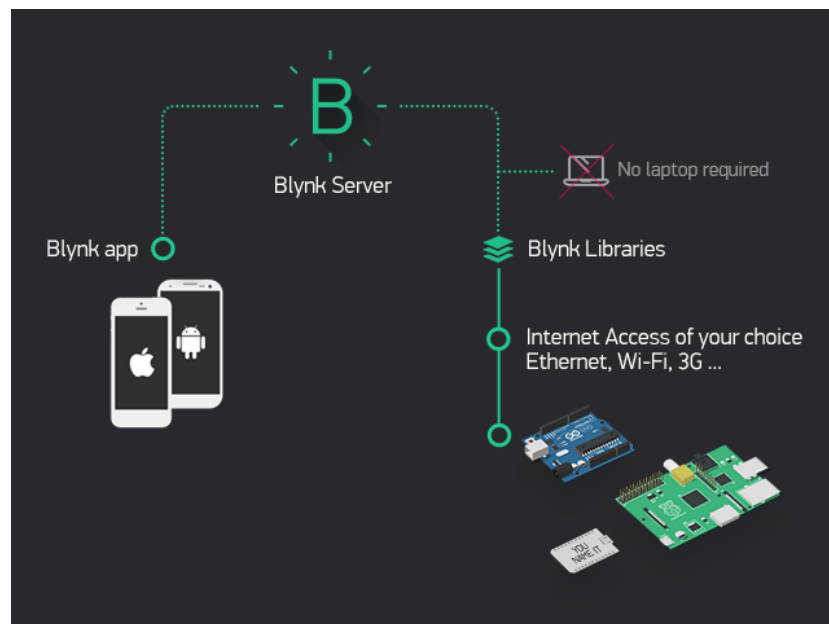 B
Blynk Server
No laptop required
Blynk app
Blynk Libraries
Internet Access of your choice
Ethernet, Wi-Fi, 3G ...
YOU
NAME IT